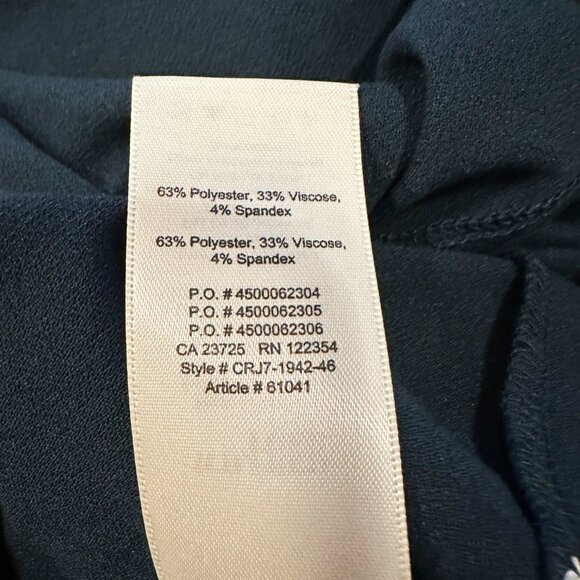 63% Polyester, 33% Viscose,
4% Spandex
63% Polyester, 33% Viscose,
4% Spandex
P.O. # 4500062304
P.O. # 4500062305
P.O. # 4500062306
CA 23725 RN 122354
Style # CRJ7-1942-46
Article # 61041